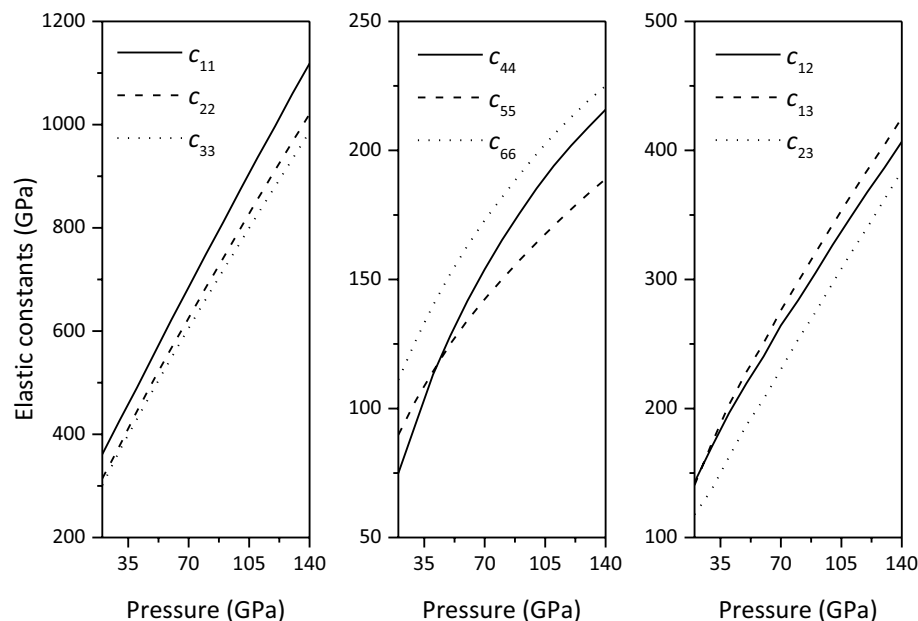 1200
1000
800
600
400
200
c11
c22
c33
35 70 105 140
Pressure (GPa)
Elastic constants (GPa)
250
200
150
100
50
c44
c55
c66
35 70 105 140
Pressure (GPa)
500
400
300
200
100
c12
c13
c23
35 70 105 140
Pressure (GPa)